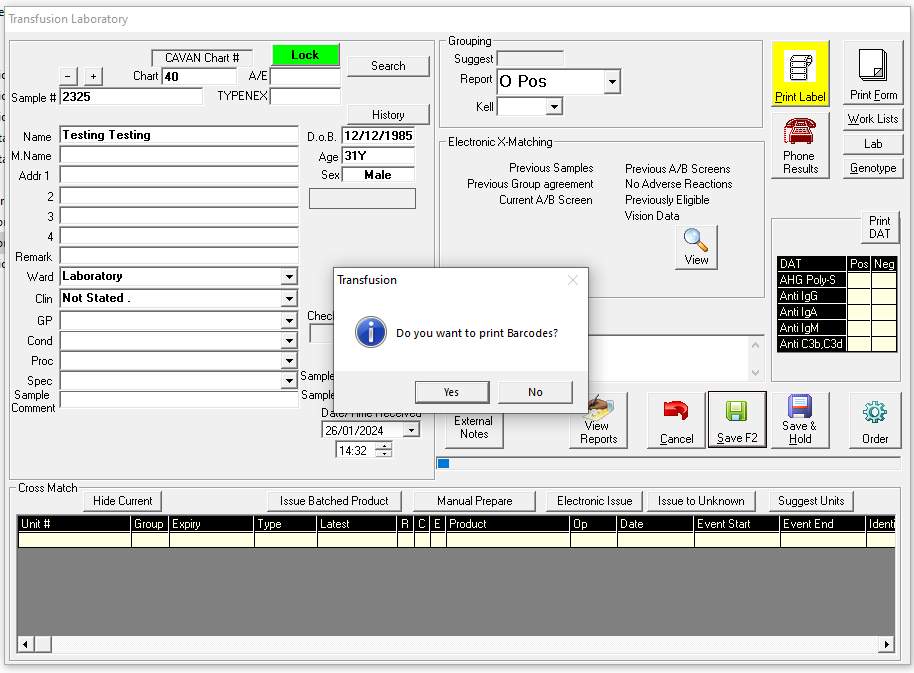 Transfusion Laboratory
CAVAN Chart #
Lock
- + Chart 40 A/E
Search
Sample # 2325 TYPENEX
History
Name Testing Testing D.o.B. 12/12/1985
M.Name Age 31Y
Addr 1 Sex Male
2
3
4
Remark
Ward Laboratory
Clin Not Stated .
GP
Cond
Proc
Spec Sample
Sample Comment Sample
Date/Time Received
26/01/2024
14:32
Grouping
Suggest
Report O Pos
Kell
Electronic X-Matching
Previous Samples Previous A/B Screens
Previous Group agreement No Adverse Reactions
Current A/B Screen Previously Eligible
Vision Data
View
Print Label
Print Form
Phone Results
Work Lists
Lab
Genotype
Print DAT
DAT Pos Neg
AHG Poly-S
Anti IgG
Anti IgA
Anti IgM
Anti C3b,C3d
Transfusion
Do you want to print Barcodes?
Yes No
External Notes
View Reports
Cancel
Save F2
Save & Hold
Order
Cross Match
Hide Current Issue Batched Product Manual Prepare Electronic Issue Issue to Unknown Suggest Units
Unit # Group Expiry Type Latest R C E Product Op Date Event Start Event End Identi